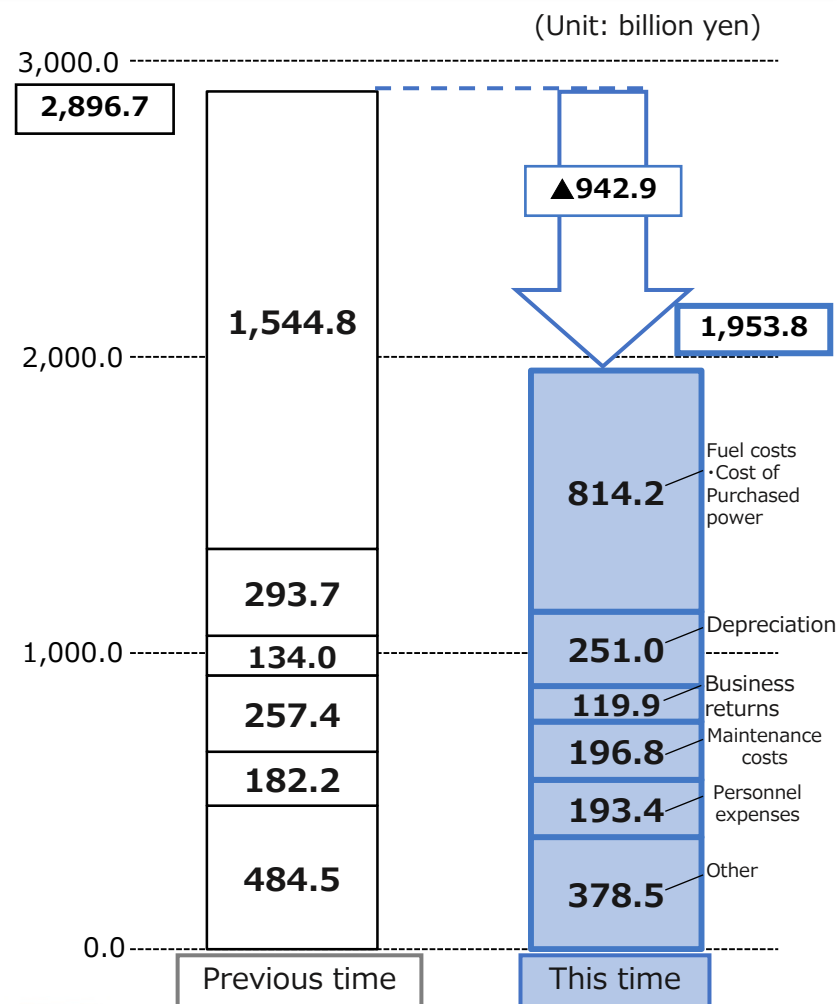 (Unit: billion yen)
3,000.0
2,896.7
▲942.9
1,544.8
1,953.8
2,000.0
Fuel costs
・Cost of
Purchased
power
814.2
293.7
Depreciation
1,000.0
134.0
251.0
Business
returns
119.9
257.4
Maintenance
costs
196.8
182.2
Personnel
expenses
193.4
484.5
Other
378.5
0.0
Previous time
This time